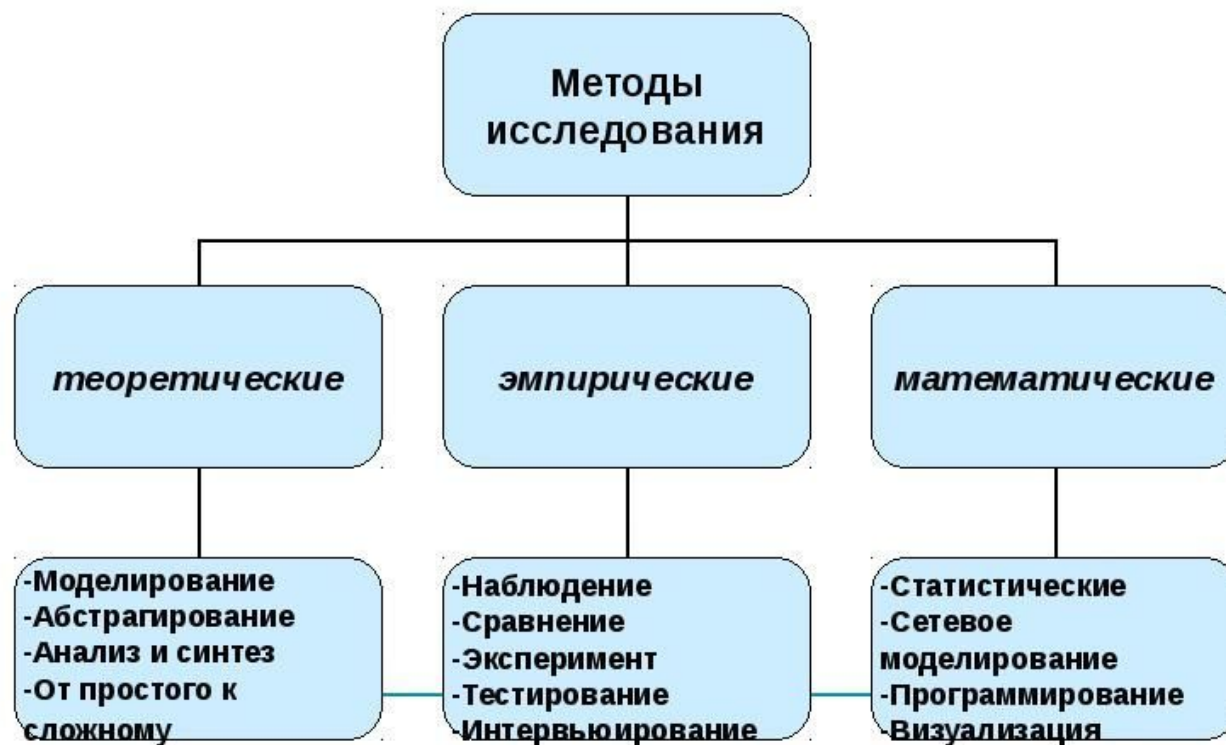 Методы
исследования
теоретические
эмпирические
математические
-Моделирование
-Абстрагирование
-Анализ и синтез
-От простого к
сложному
-Наблюдение
-Сравнение
-Эксперимент
-Тестирование
-Интервьюирование
-Статистические
-Сетевое
моделирование
-Программирование
-Визуализация